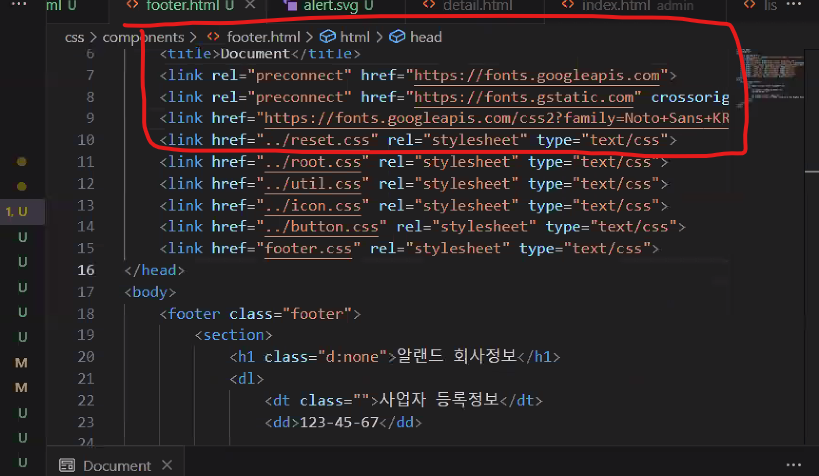 ml U footer.html U × alert.svg U detail.html index.html admin lis ···
css > components > footer.html > html > head
6 <title>Document</title>
7 <link rel="preconnect" href="https://fonts.googleapis.com">
8 <link rel="preconnect" href="https://fonts.gstatic.com" crossorig
9 <link href="https://fonts.googleapis.com/css2?family=Noto+Sans+KR
10 <link href="../reset.css" rel="stylesheet" type="text/css">
11 <link href="../root.css" rel="stylesheet" type="text/css">
12 <link href="../util.css" rel="stylesheet" type="text/css">
1, U 13 <link href="../icon.css" rel="stylesheet" type="text/css">
U 14 <link href="../button.css" rel="stylesheet" type="text/css">
U 15 <link href="footer.css" rel="stylesheet" type="text/css">
U 16 </head>
U 17 <body>
U 18 <footer class="footer">
U 19 <section>
M 20 <h1 class="d:none">알랜드 회사정보</h1>
M 21 <dl>
U 22 <dt class="">사업자 등록정보</dt>
U 23 <dd>123-45-67</dd>
24
U Document × ···